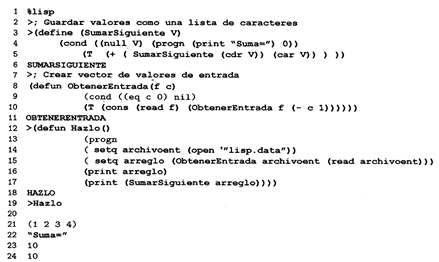 1 %lisp
2 >; Guardar valores como una lista de caracteres
3 >(define (SumarSiguiente V)
4 (cond ((null V) (progn (print "Suma=") 0))
5 (T (+ ( SumarSiguiente (cdr V)) (car V)) ) ))
6 SUMARSIGUIENTE
7 >; Crear vector de valores de entrada
8 (defun ObtenerEntrada(f c)
9 (cond ((eq c 0) nil)
10 (T (cons (read f) (ObtenerEntrada f (- c 1))))))
11 OBTENERENTRADA
12 >(defun Hazlo()
13 (progn
14 ( setq archivoent (open '"lisp.data"))
15 ( setq arreglo (ObtenerEntrada archivoent (read archivoent)))
16 (print arreglo)
17 (print (SumarSiguiente arreglo))))
18 HAZLO
19 >Hazlo
20
21 (1 2 3 4)
22 "Suma="
23 10
24 10